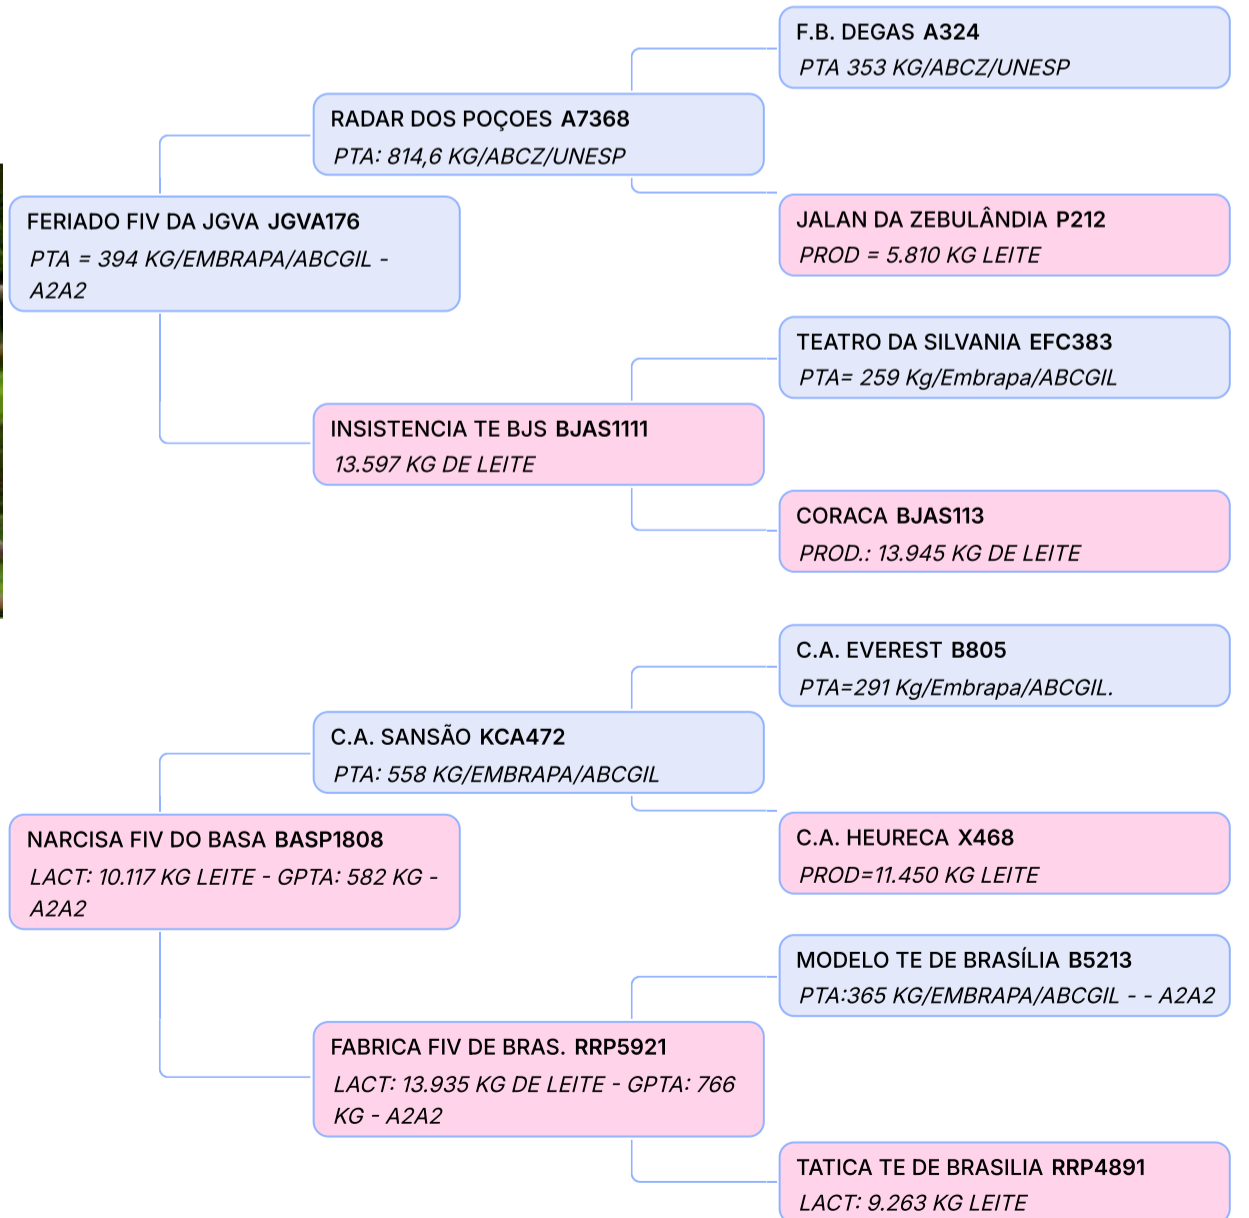 F.B. DEGAS A324
PTA 353 KG/ABCZ/UNESP
RADAR DOS POÇOES A7368
PTA: 814,6 KG/ABCZ/UNESP
JALAN DA ZEBULÂNDIA P212
PROD = 5.810 KG LEITE
FERIADO FIV DA JGVA JGVA176
PTA = 394 KG/EMBRAPA/ABCGIL -
A2A2
TEATRO DA SILVANIA EFC383
PTA= 259 Kg/Embrapa/ABCGIL
INSISTENCIA TE BJS BJAS1111
13.597 KG DE LEITE
CORACA BJAS113
PROD.: 13.945 KG DE LEITE
C.A. EVEREST B805
PTA=291 Kg/Embrapa/ABCGIL.
C.A. SANSÃO KCA472
PTA: 558 KG/EMBRAPA/ABCGIL
C.A. HEURECA X468
PROD=11.450 KG LEITE
NARCISA FIV DO BASA BASP1808
LACT: 10.117 KG LEITE - GPTA: 582 KG -
A2A2
MODELO TE DE BRASÍLIA B5213
PTA:365 KG/EMBRAPA/ABCGIL - - A2A2
FABRICA FIV DE BRAS. RRP5921
LACT: 13.935 KG DE LEITE - GPTA: 766
KG - A2A2
TATICA TE DE BRASILIA RRP4891
LACT: 9.263 KG LEITE